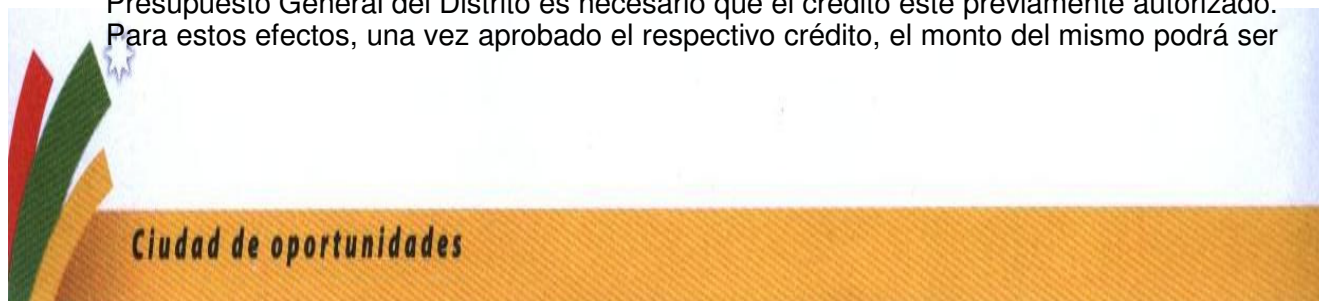 Presupuesto General del Distrito es necesario que el crédito esté previamente autorizado.
Para estos efectos, una vez aprobado el respectivo crédito, el monto del mismo podrá ser
Ciudad de oportunidades